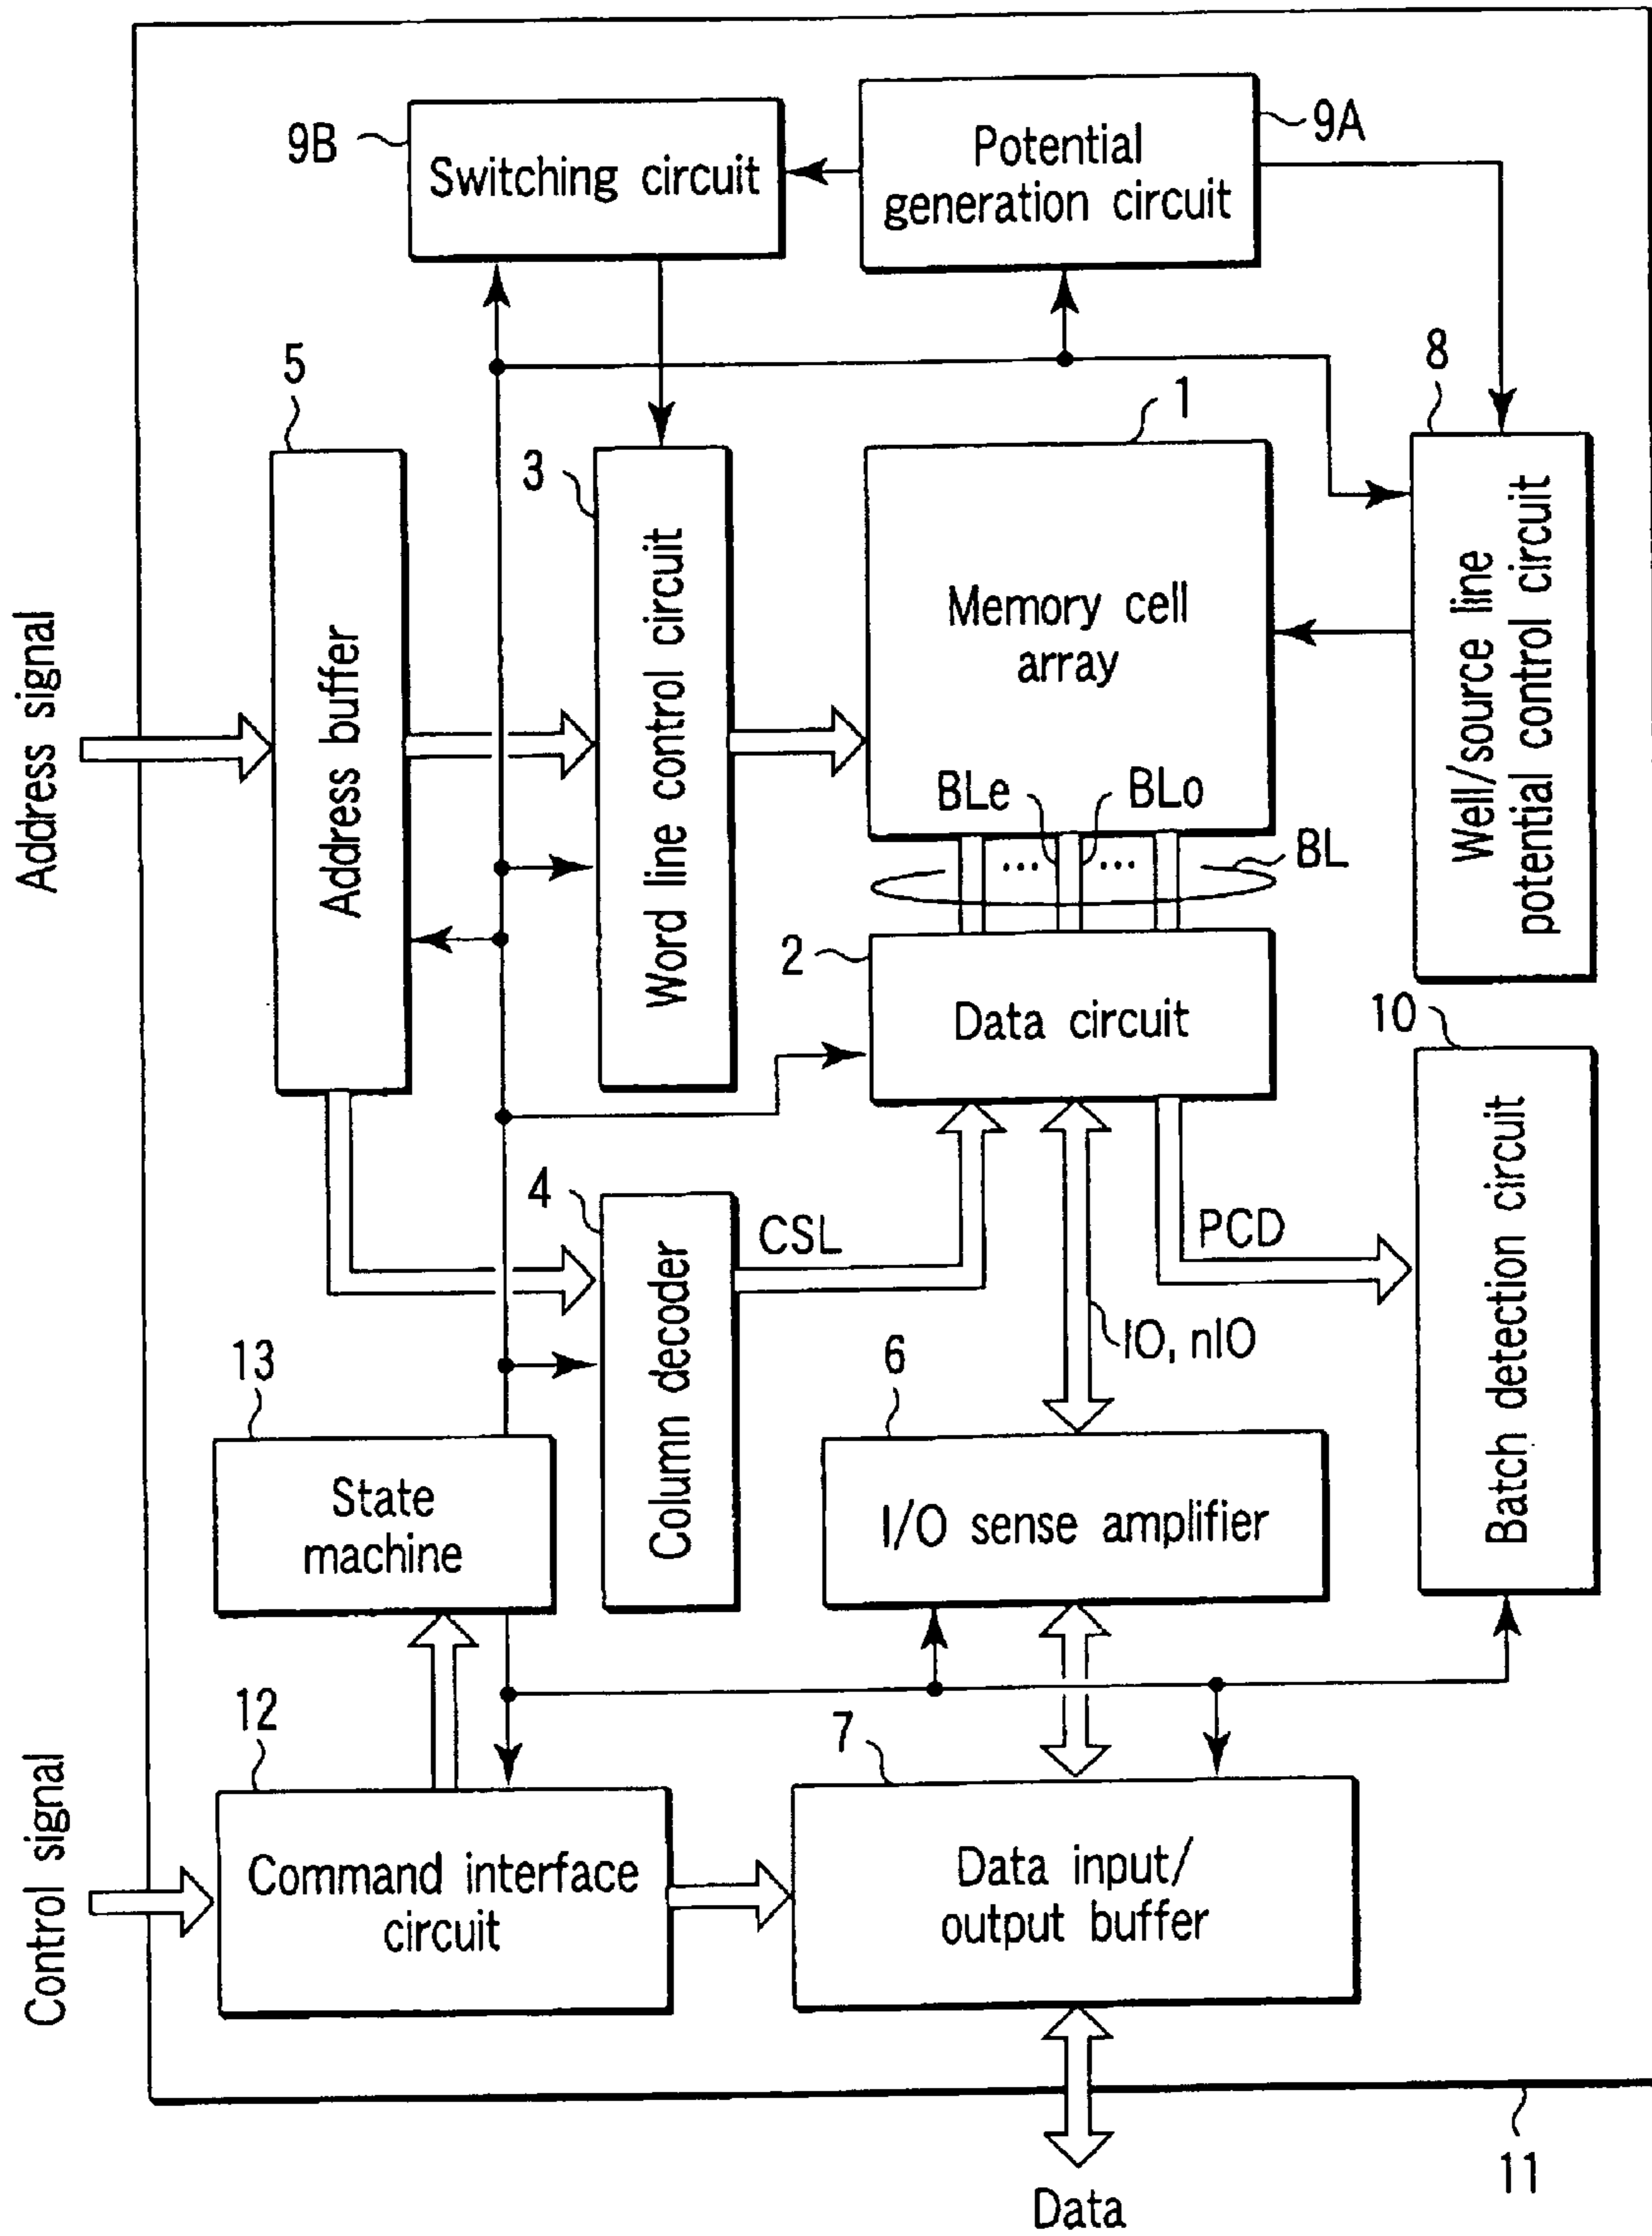 9B
Switching circuit
Potential
generation circuit
9A
5
Address buffer
3
Word line control circuit
1
Memory cell
array
8
Well/source line
potential control circuit
Address signal
BLe
BLo
...
...
BL
2
Data circuit
10
Batch detection circuit
4
Column decoder
CSL
PCD
IO, nIO
13
State
machine
6
I/O sense amplifier
12
Command interface
circuit
Control signal
7
Data input/
output buffer
Data
11